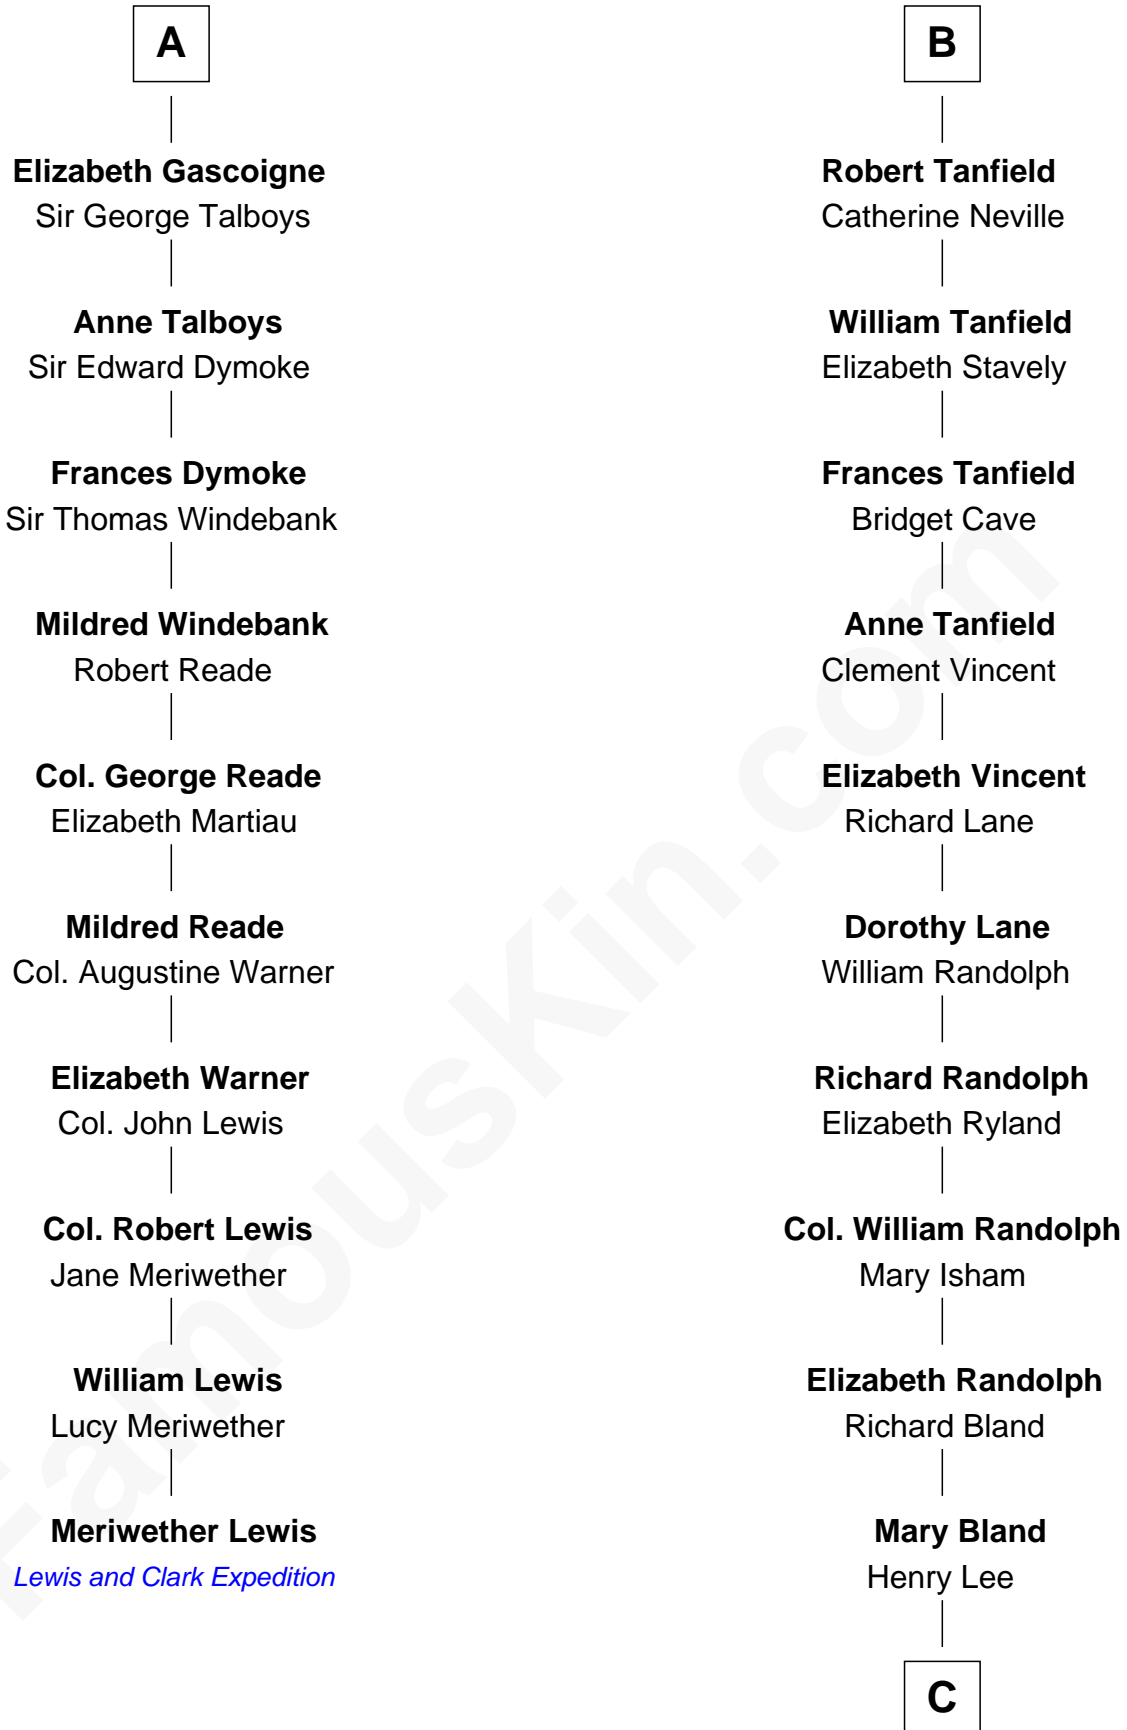 A
Elizabeth Gascoigne
Sir George Talboys
Anne Talboys
Sir Edward Dymoke
Frances Dymoke
Sir Thomas Windebank
Mildred Windebank
Robert Reade
Col. George Reade
Elizabeth Martiau
Mildred Reade
Col. Augustine Warner
Elizabeth Warner
Col. John Lewis
Col. Robert Lewis
Jane Meriwether
William Lewis
Lucy Meriwether
Meriwether Lewis
Lewis and Clark Expedition
B
Robert Tanfield
Catherine Neville
William Tanfield
Elizabeth Stavely
Frances Tanfield
Bridget Cave
Anne Tanfield
Clement Vincent
Elizabeth Vincent
Richard Lane
Dorothy Lane
William Randolph
Richard Randolph
Elizabeth Ryland
Col. William Randolph
Mary Isham
Elizabeth Randolph
Richard Bland
Mary Bland
Henry Lee
C
FamousKin.com